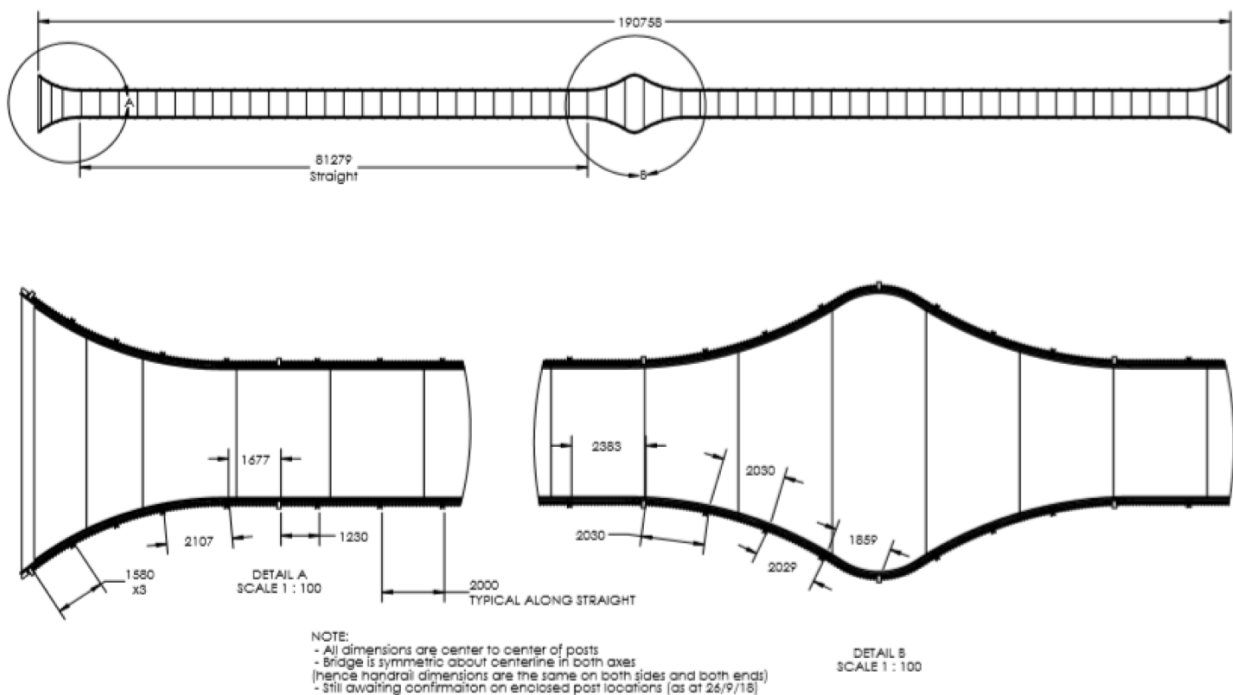 190758
A
81279
Straight
B
1677
2383
2030
2107
1230
2030
1859
2029
1580
x3
DETAIL A
SCALE 1 : 100
2000
TYPICAL ALONG STRAIGHT
NOTE:
- All dimensions are center to center of posts
- Bridge is symmetric about centerline in both axes
(hence handrail dimensions are the same on both sides and both ends)
- Still awaiting confirmaiton on enclosed post locations (as at 26/9/18)
DETAIL B
SCALE 1 : 100